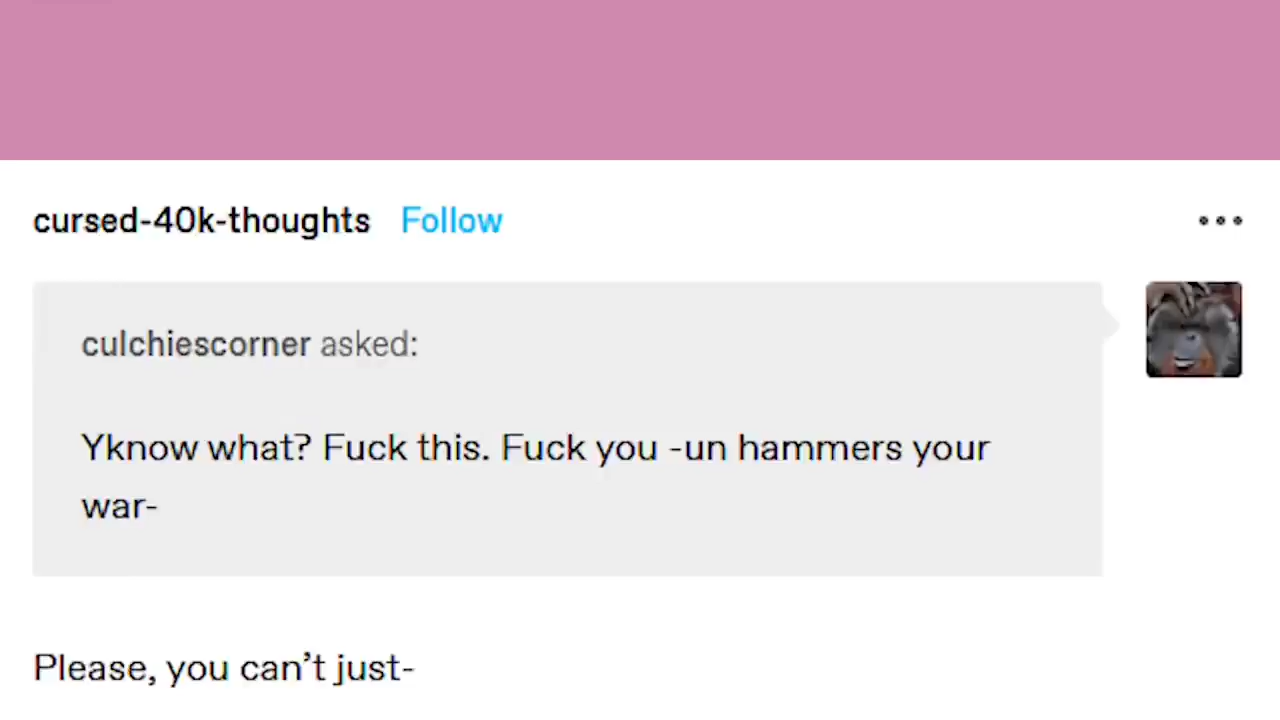 cursed-40k-thoughts Follow
culchiescorner asked:
Yknow what? Fuck this. Fuck you -un hammers your
war-
Please, you can’t just-